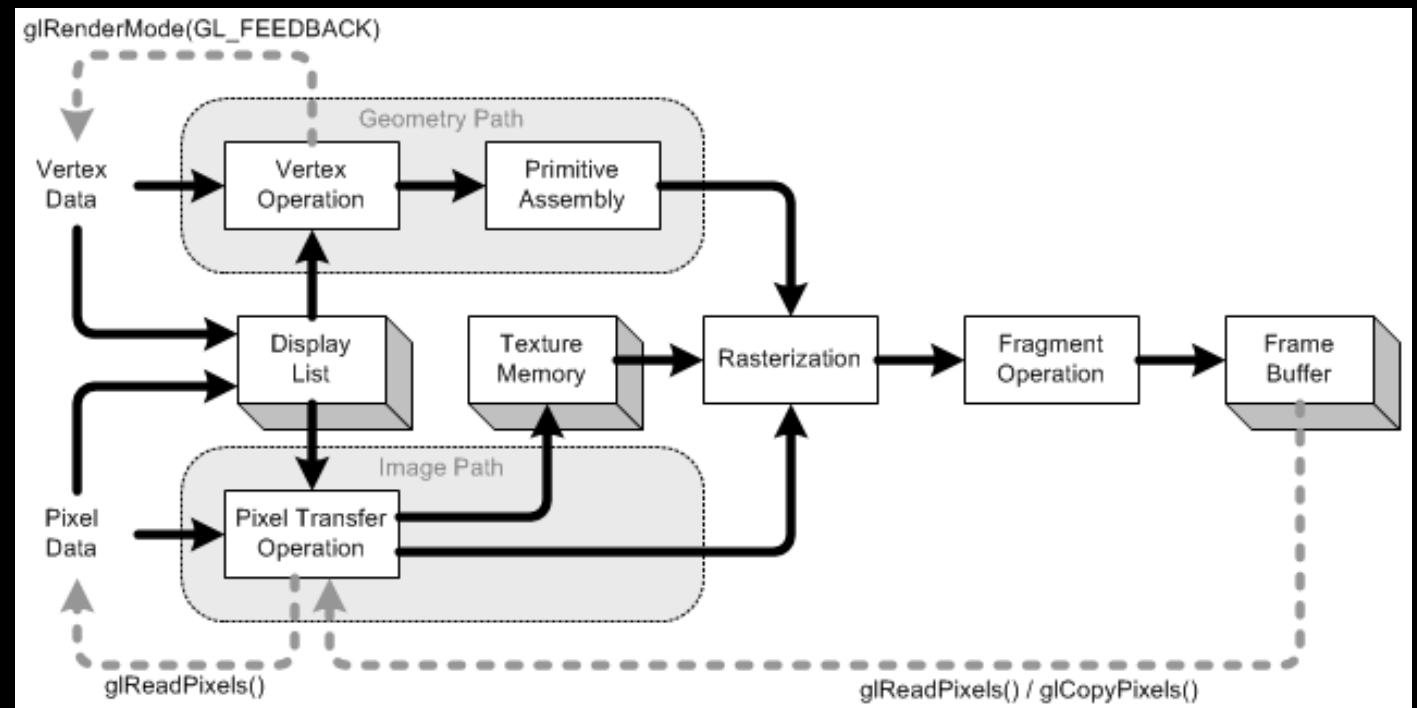 glRenderMode(GL_FEEDBACK)
Geometry Path
Vertex
Data
Vertex
Operation
Primitive
Assembly
Display
List
Texture
Memory
Rasterization
Fragment
Operation
Frame
Buffer
Image Path
Pixel
Data
Pixel Transfer
Operation
glReadPixels()
glReadPixels() / glCopyPixels()